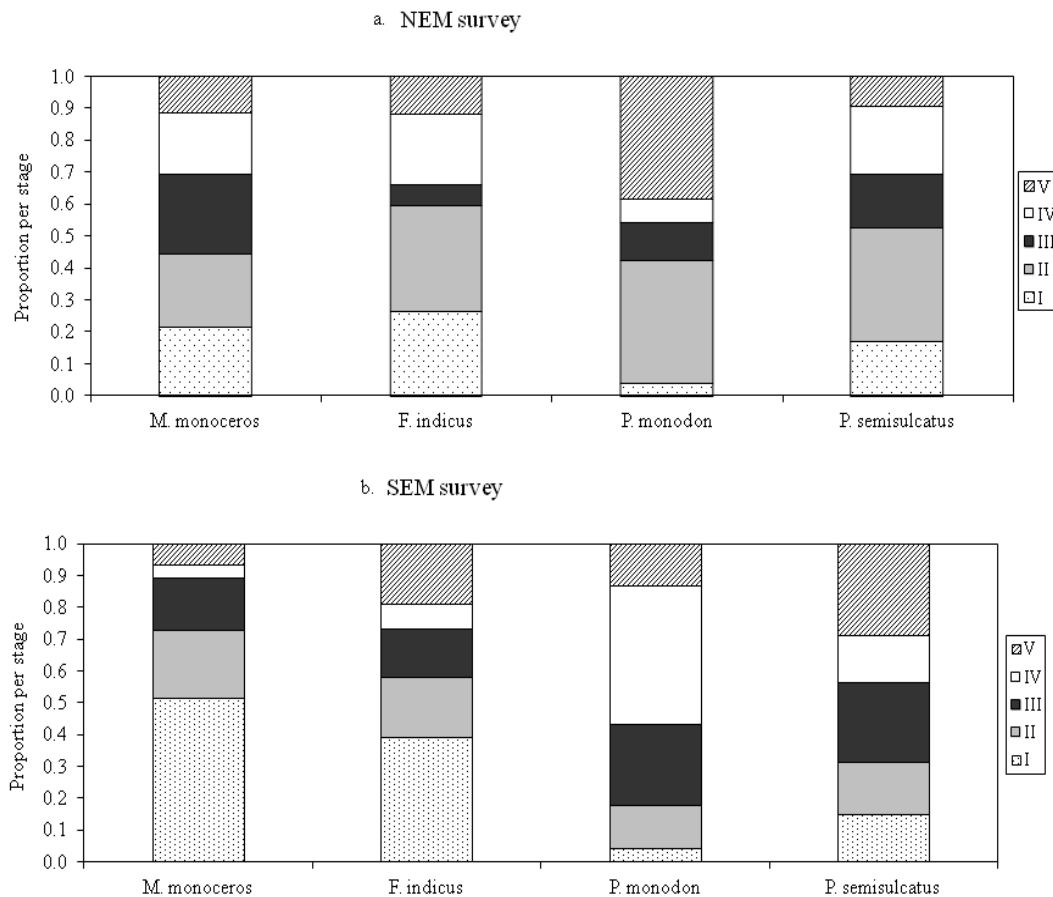 a. NEM survey
1.0
0.9
0.8
0.7
0.6
0.5
0.4
0.3
0.2
0.1
0.0
Proportion per stage
M. monoceros F. indicus P. monodon P. semisulcatus
V
IV
III
II
I
b. SEM survey
1.0
0.9
0.8
0.7
0.6
0.5
0.4
0.3
0.2
0.1
0.0
Proportion per stage
M. monoceros F. indicus P. monodon P. semisulcatus
V
IV
III
II
I